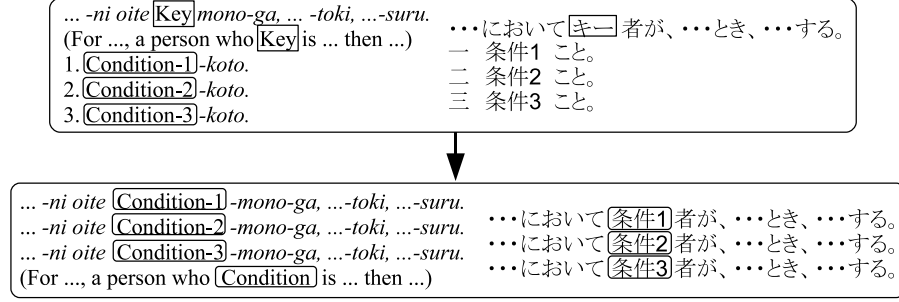 ... -ni oite Key mono-ga, ... -toki, ...-suru.
(For ..., a person who Key is ... then ...)
1. Condition-1 -koto.
2. Condition-2 -koto.
3. Condition-3 -koto.
・・・においてキー者が、・・・とき、・・・する。
一 条件1 こと。
二 条件2 こと。
三 条件3 こと。
... -ni oite Condition-1 -mono-ga, ...-toki, ...-suru.
... -ni oite Condition-2 -mono-ga, ...-toki, ...-suru.
... -ni oite Condition-3 -mono-ga, ...-toki, ...-suru.
(For ..., a person who Condition is ... then ...)
・・・において条件1者が、・・・とき、・・・する。
・・・において条件2者が、・・・とき、・・・する。
・・・において条件3者が、・・・とき、・・・する。